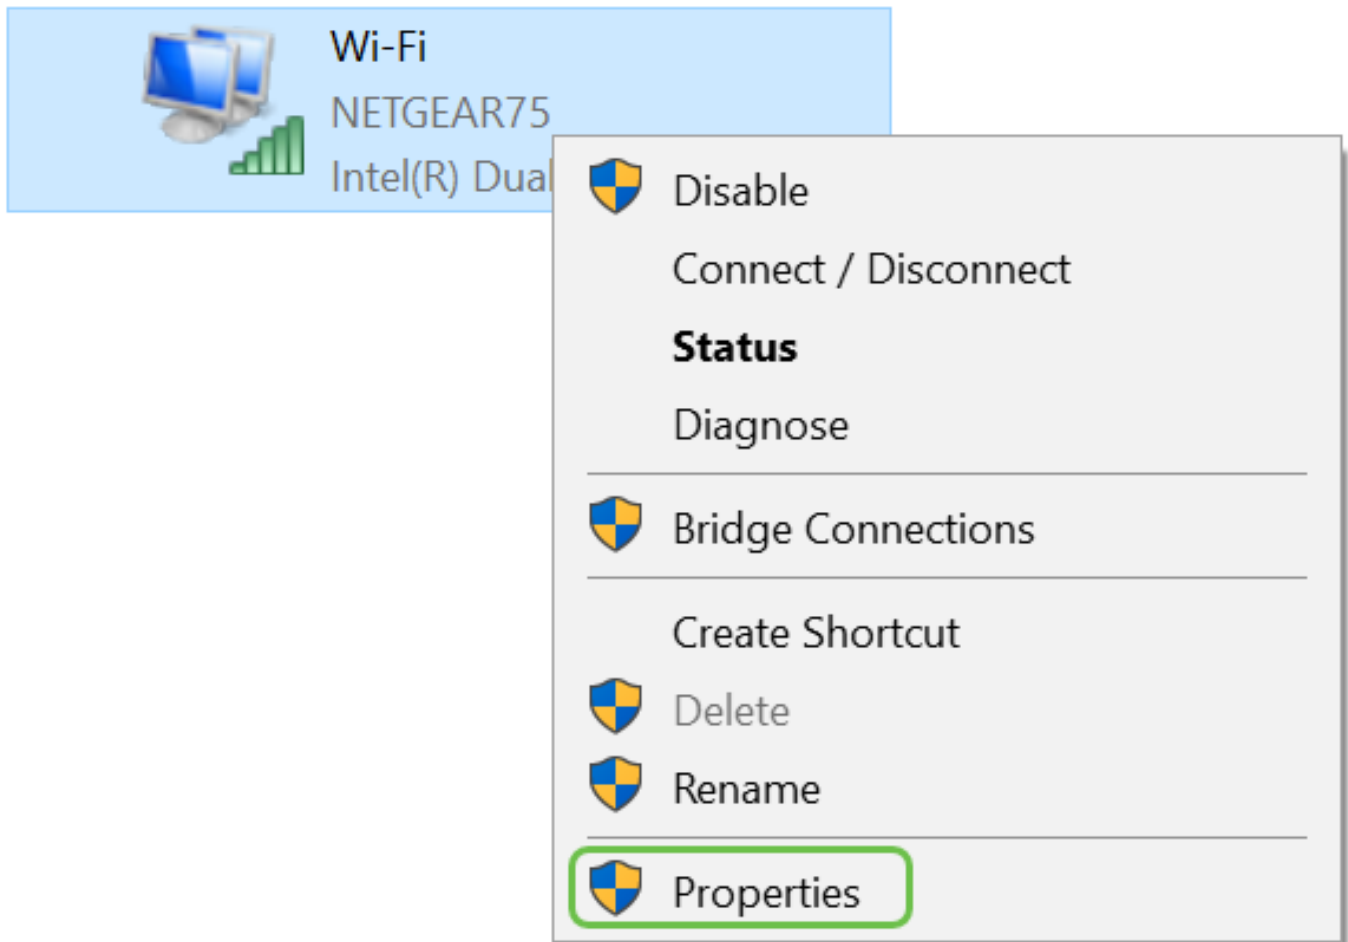 Wi-Fi
NETGEAR75
Intel(R) Dual
Disable
Connect / Disconnect
Status
Diagnose
Bridge Connections
Create Shortcut
Delete
Rename
Properties